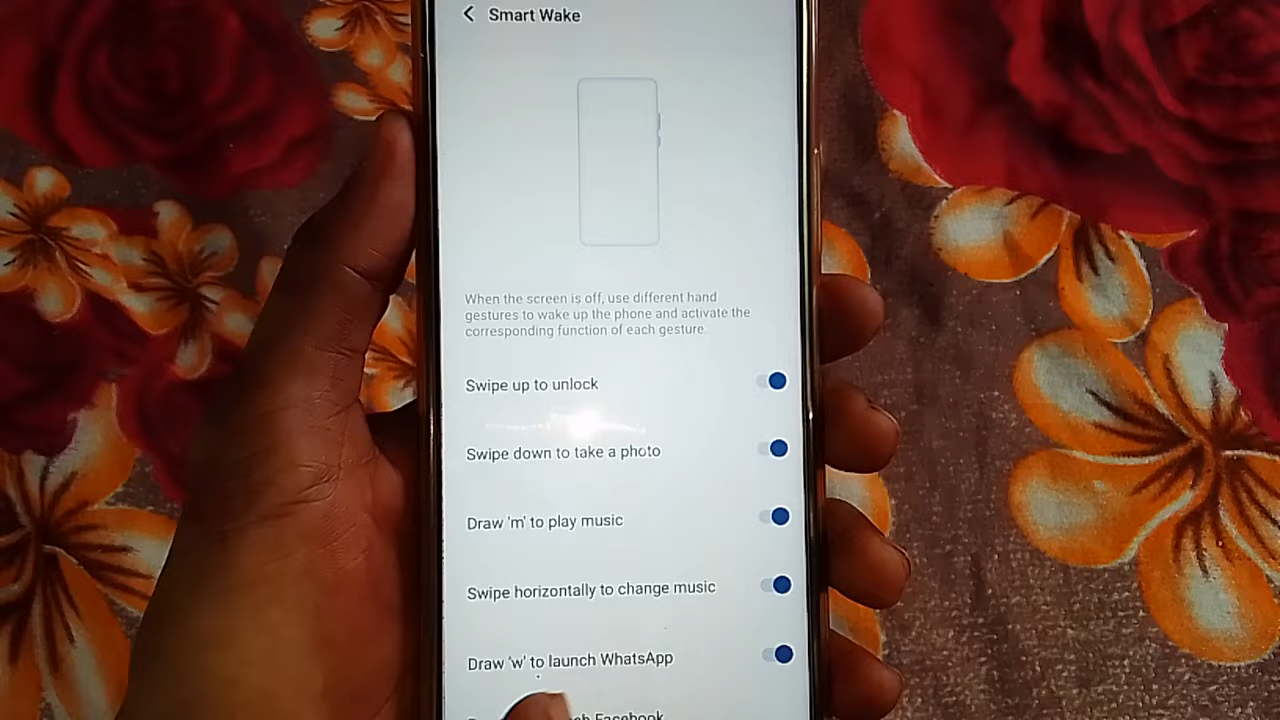 Smart Wake
When the screen is off, use different hand
gestures to wake up the phone and activate the
corresponding function of each gesture.
Swipe up to unlock
Swipe down to take a photo
Draw 'm' to play music
Swipe horizontally to change music
Draw 'w' to launch WhatsApp
Facebook